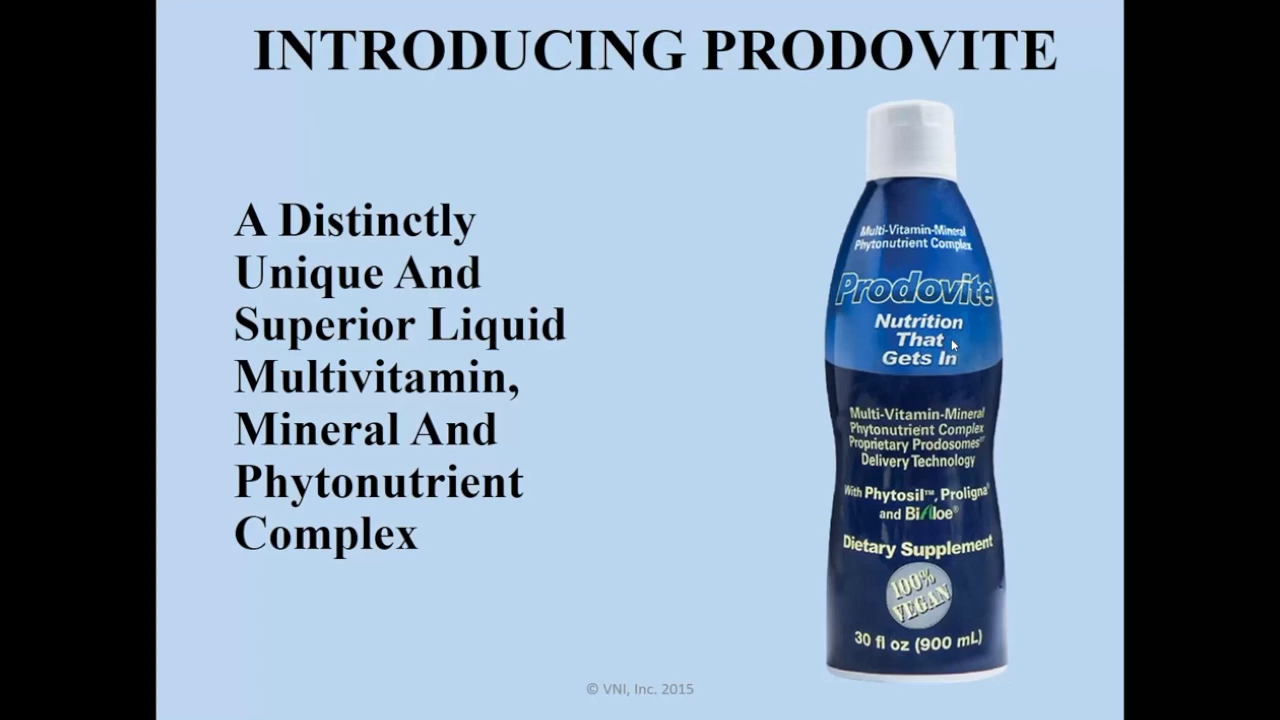 INTRODUCING PRODOVITE
A Distinctly
Unique And
Superior Liquid
Multivitamin,
Mineral And
Phytonutrient
Complex
Multi-Vitamin-Mineral
Phytonutrient Complex
Prodovite®
Nutrition
That
Gets In
Multi-Vitamin-Mineral
Phytonutrient Complex
Proprietary Prodosomes™
Delivery Technology
With Phytosil™, Proligna®
and BiAloe®
Dietary Supplement
100%
VEGAN
30 fl oz (900 mL)
© VNI, Inc. 2015